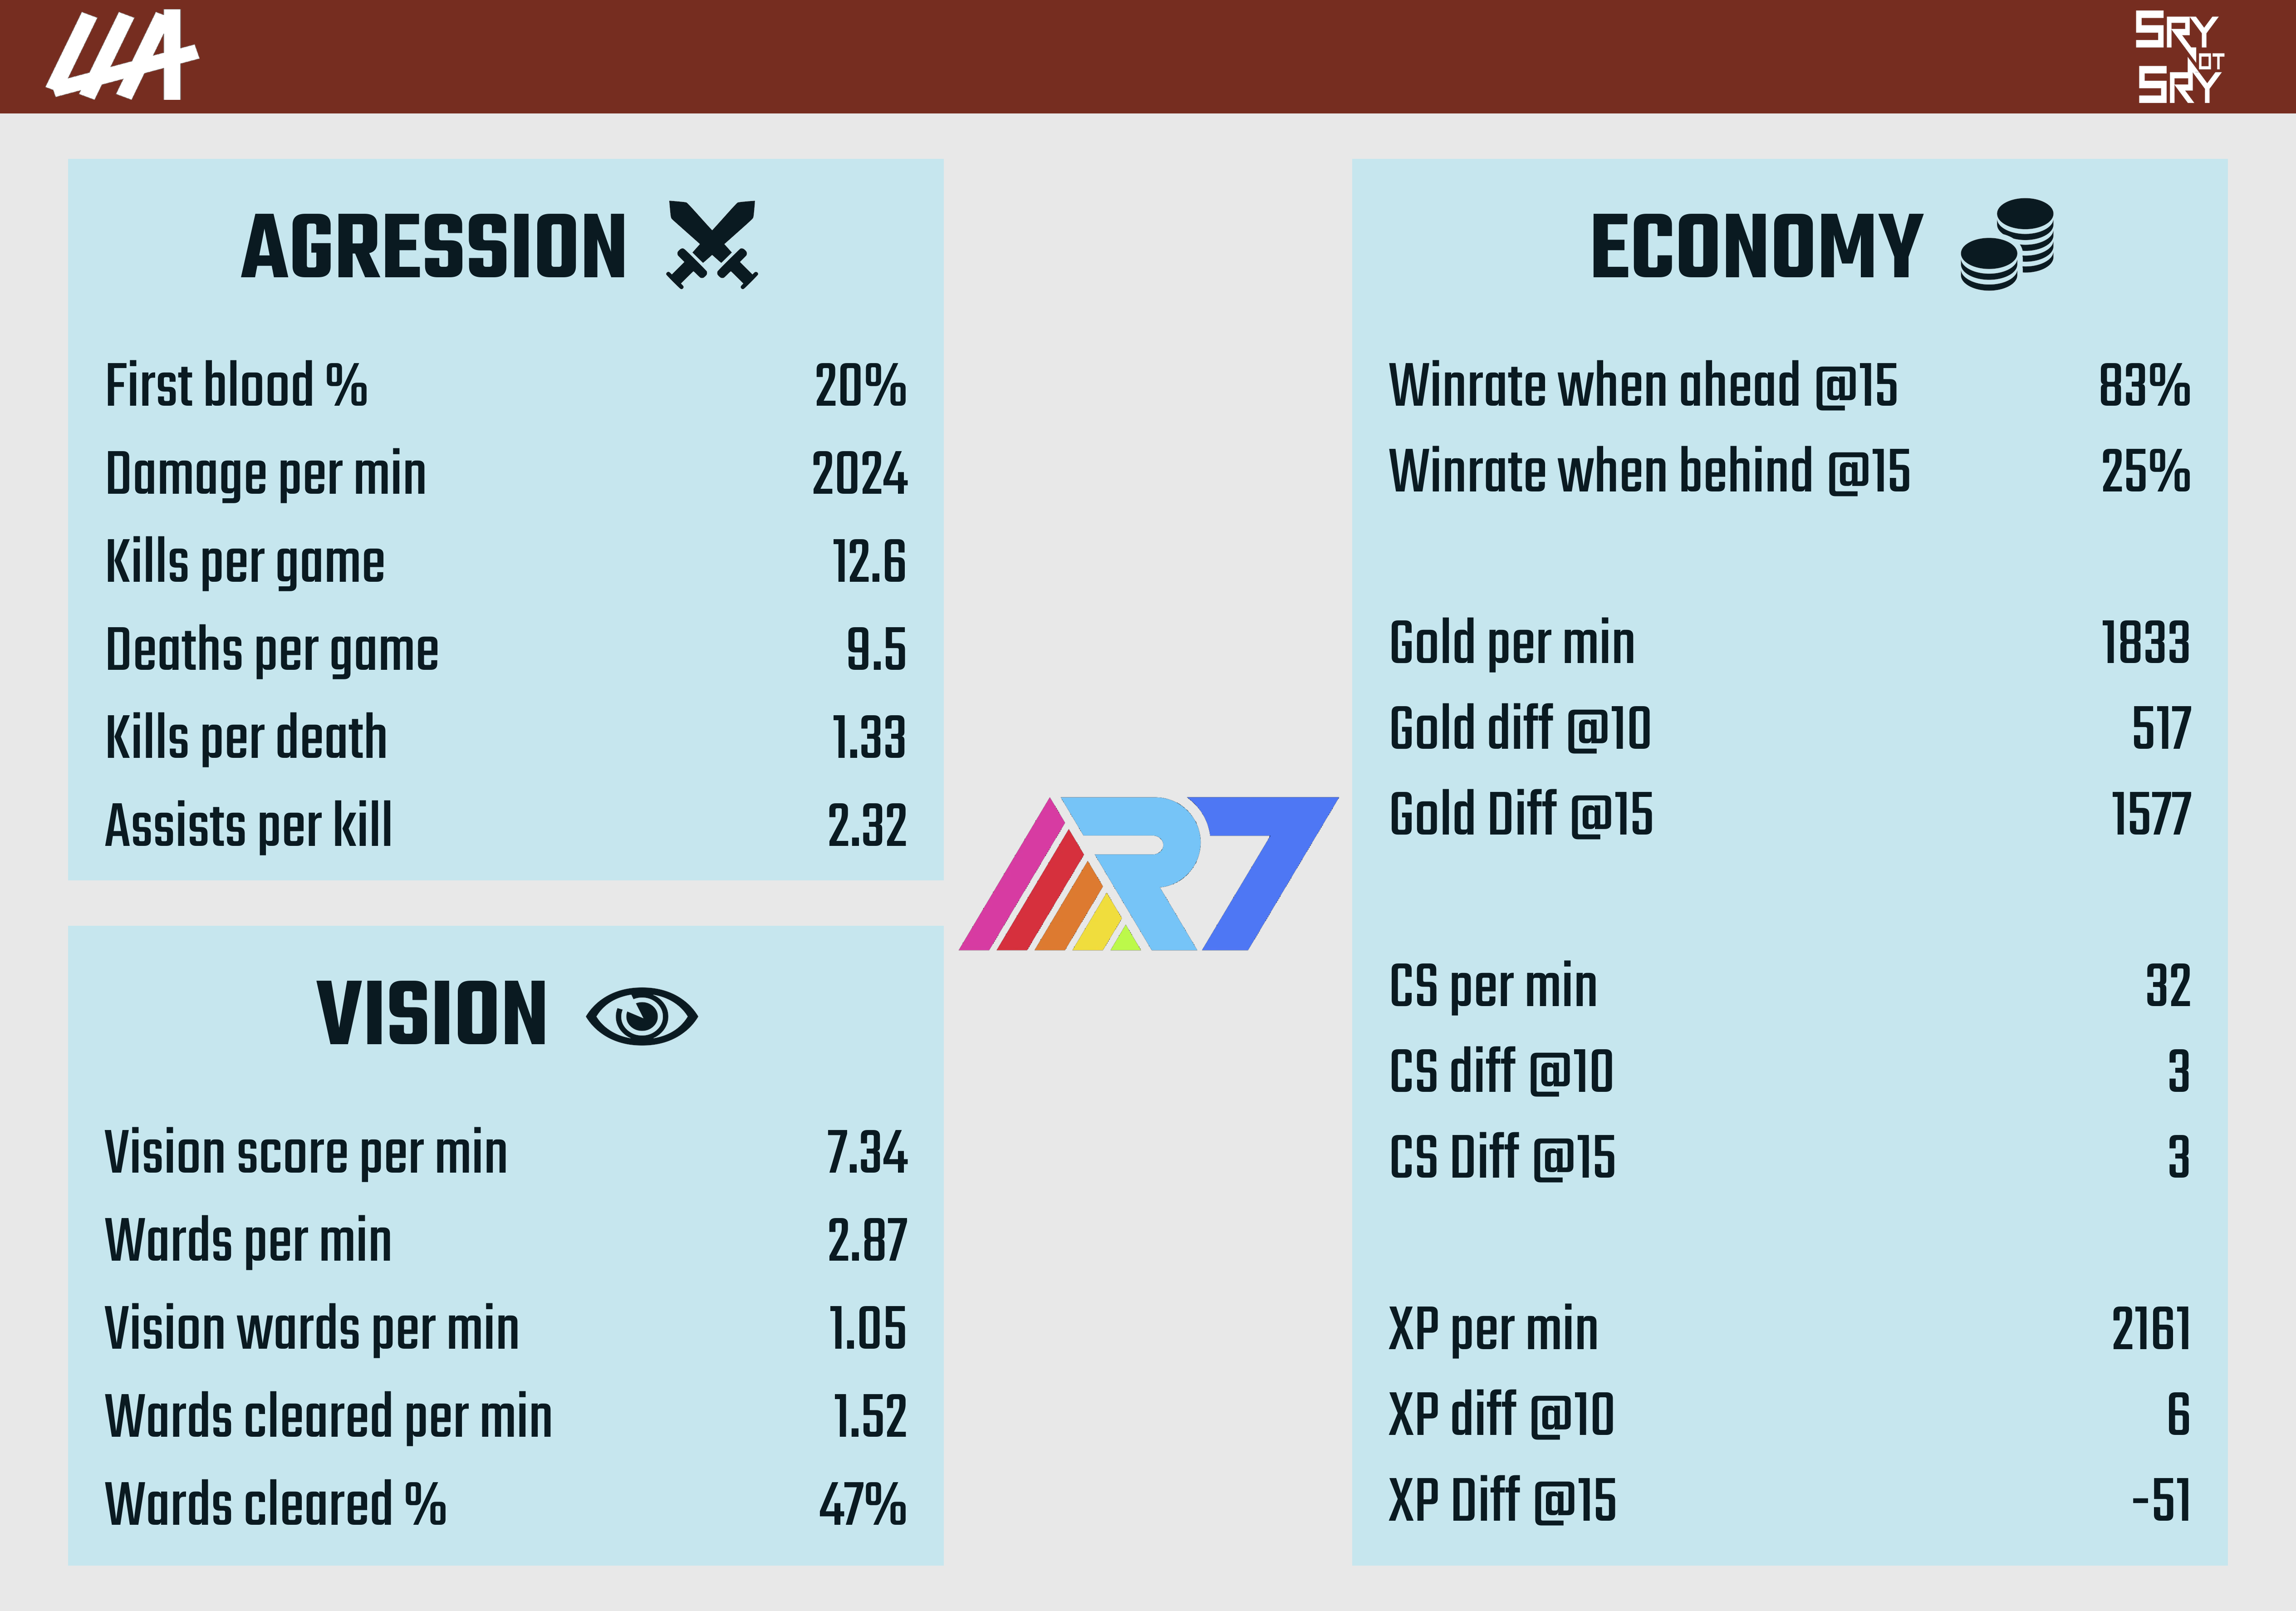 LLA
SRY
NOT
SRY
AGRESSION
First blood % 20%
Damage per min 2024
Kills per game 12.6
Deaths per game 9.5
Kills per death 1.33
Assists per kill 2.32
VISION
Vision score per min 7.34
Wards per min 2.87
Vision wards per min 1.05
Wards cleared per min 1.52
Wards cleared % 47%
R7
ECONOMY
Winrate when ahead @15 83%
Winrate when behind @15 25%
Gold per min 1833
Gold diff @10 517
Gold Diff @15 1577
CS per min 32
CS diff @10 3
CS Diff @15 3
XP per min 2161
XP diff @10 6
XP Diff @15 -51